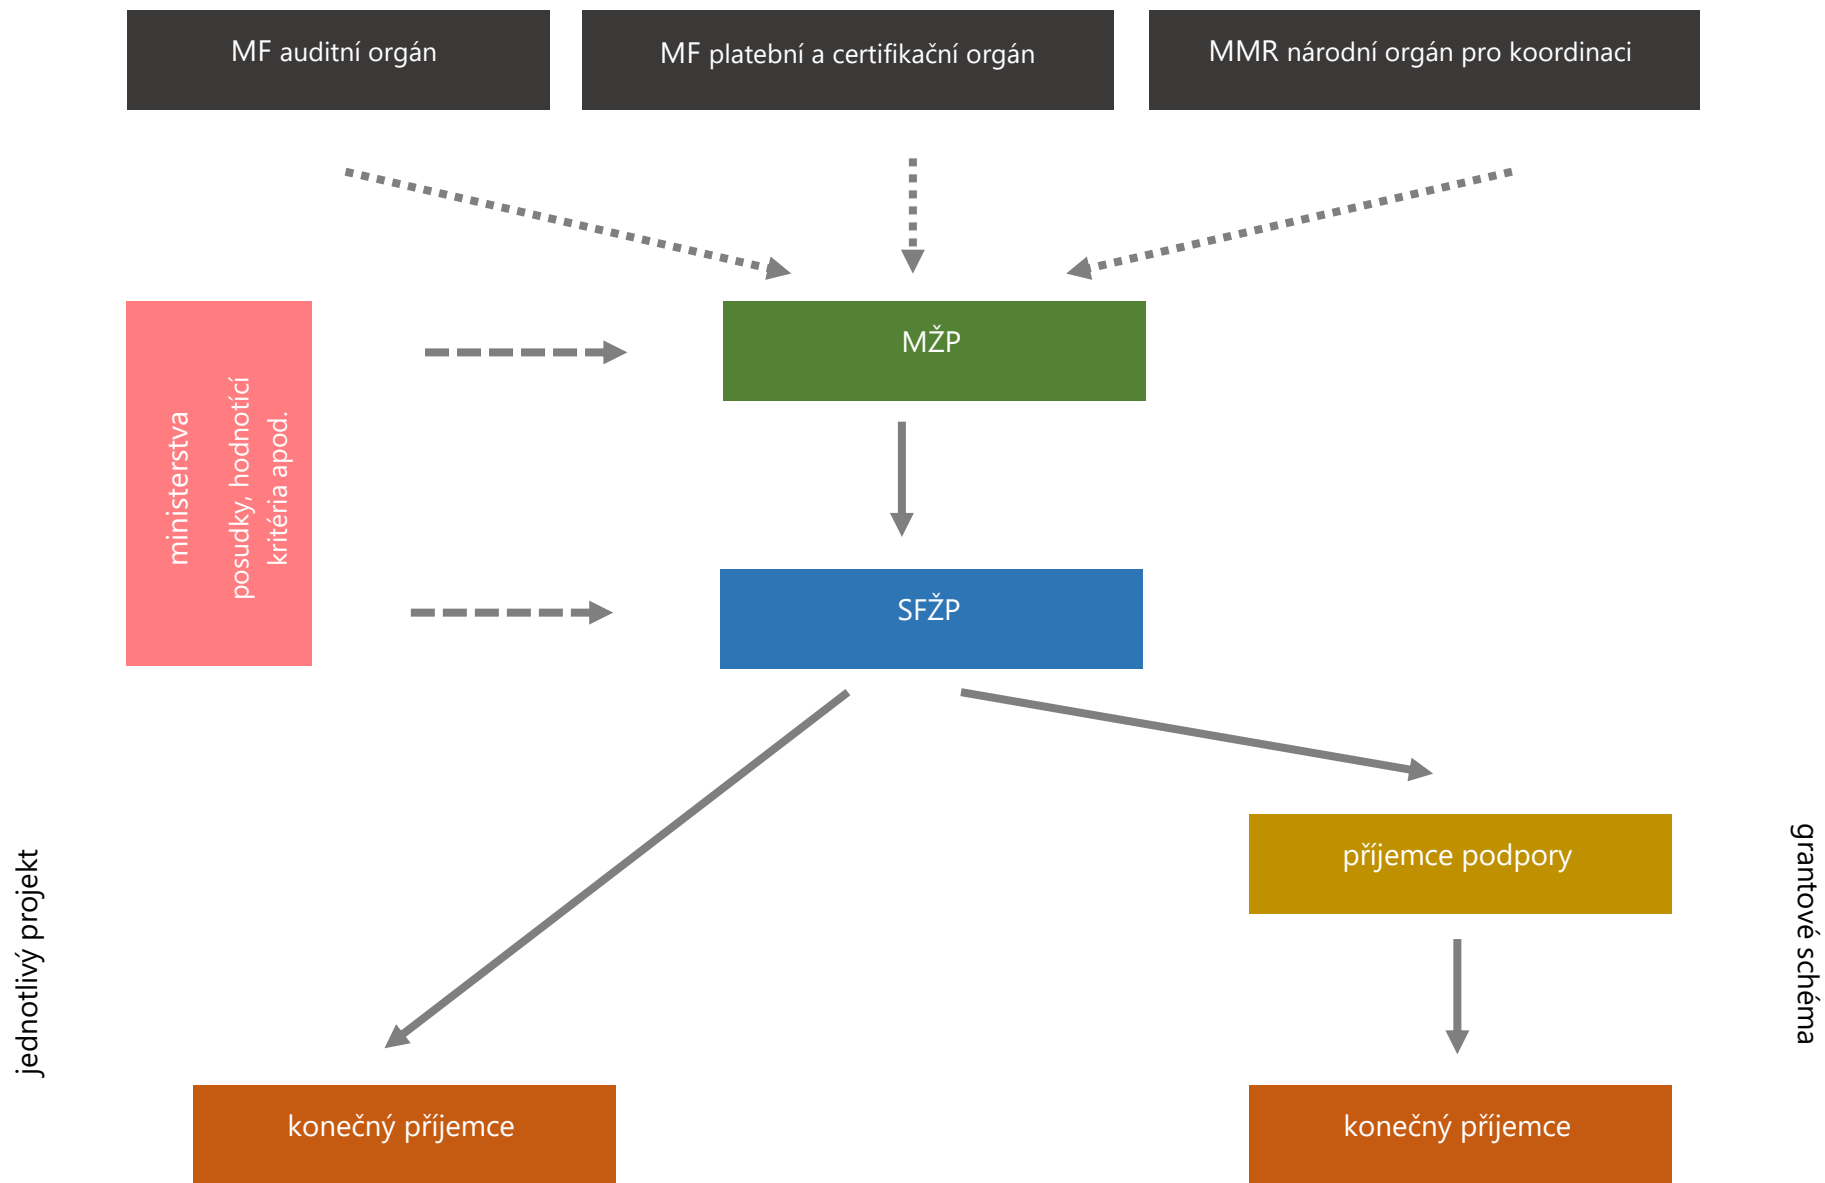 MF auditní orgán
MF platební a certifikační orgán
MMR národní orgán pro koordinaci
MŽP
ministerstva
posudky, hodnotící
kritéria apod.
SFŽP
příjemce podpory
jednotlivý projekt
grantové schéma
konečný příjemce
konečný příjemce